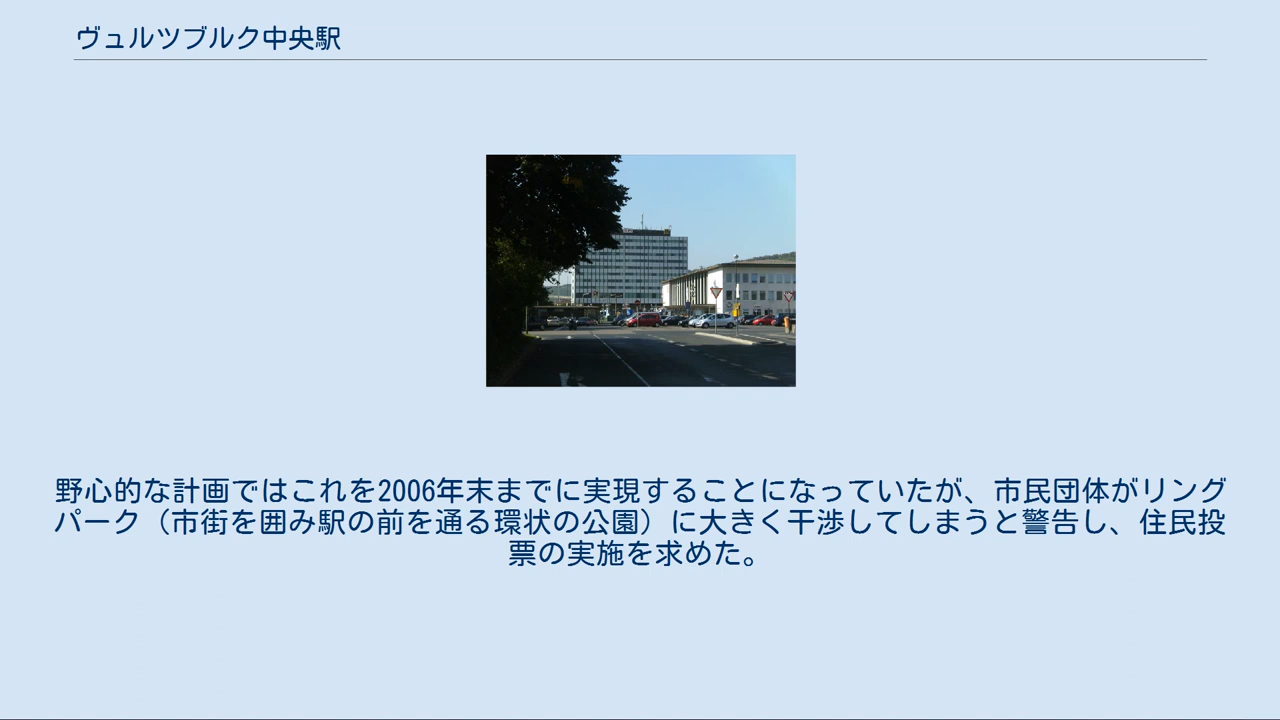 ヴュルツブルク中央駅
野心的な計画ではこれを2006年末までに実現することになっていたが、市民団体がリング
パーク（市街を囲み駅の前を通る環状の公園）に大きく干渉してしまうと警告し、住民投
票の実施を求めた。